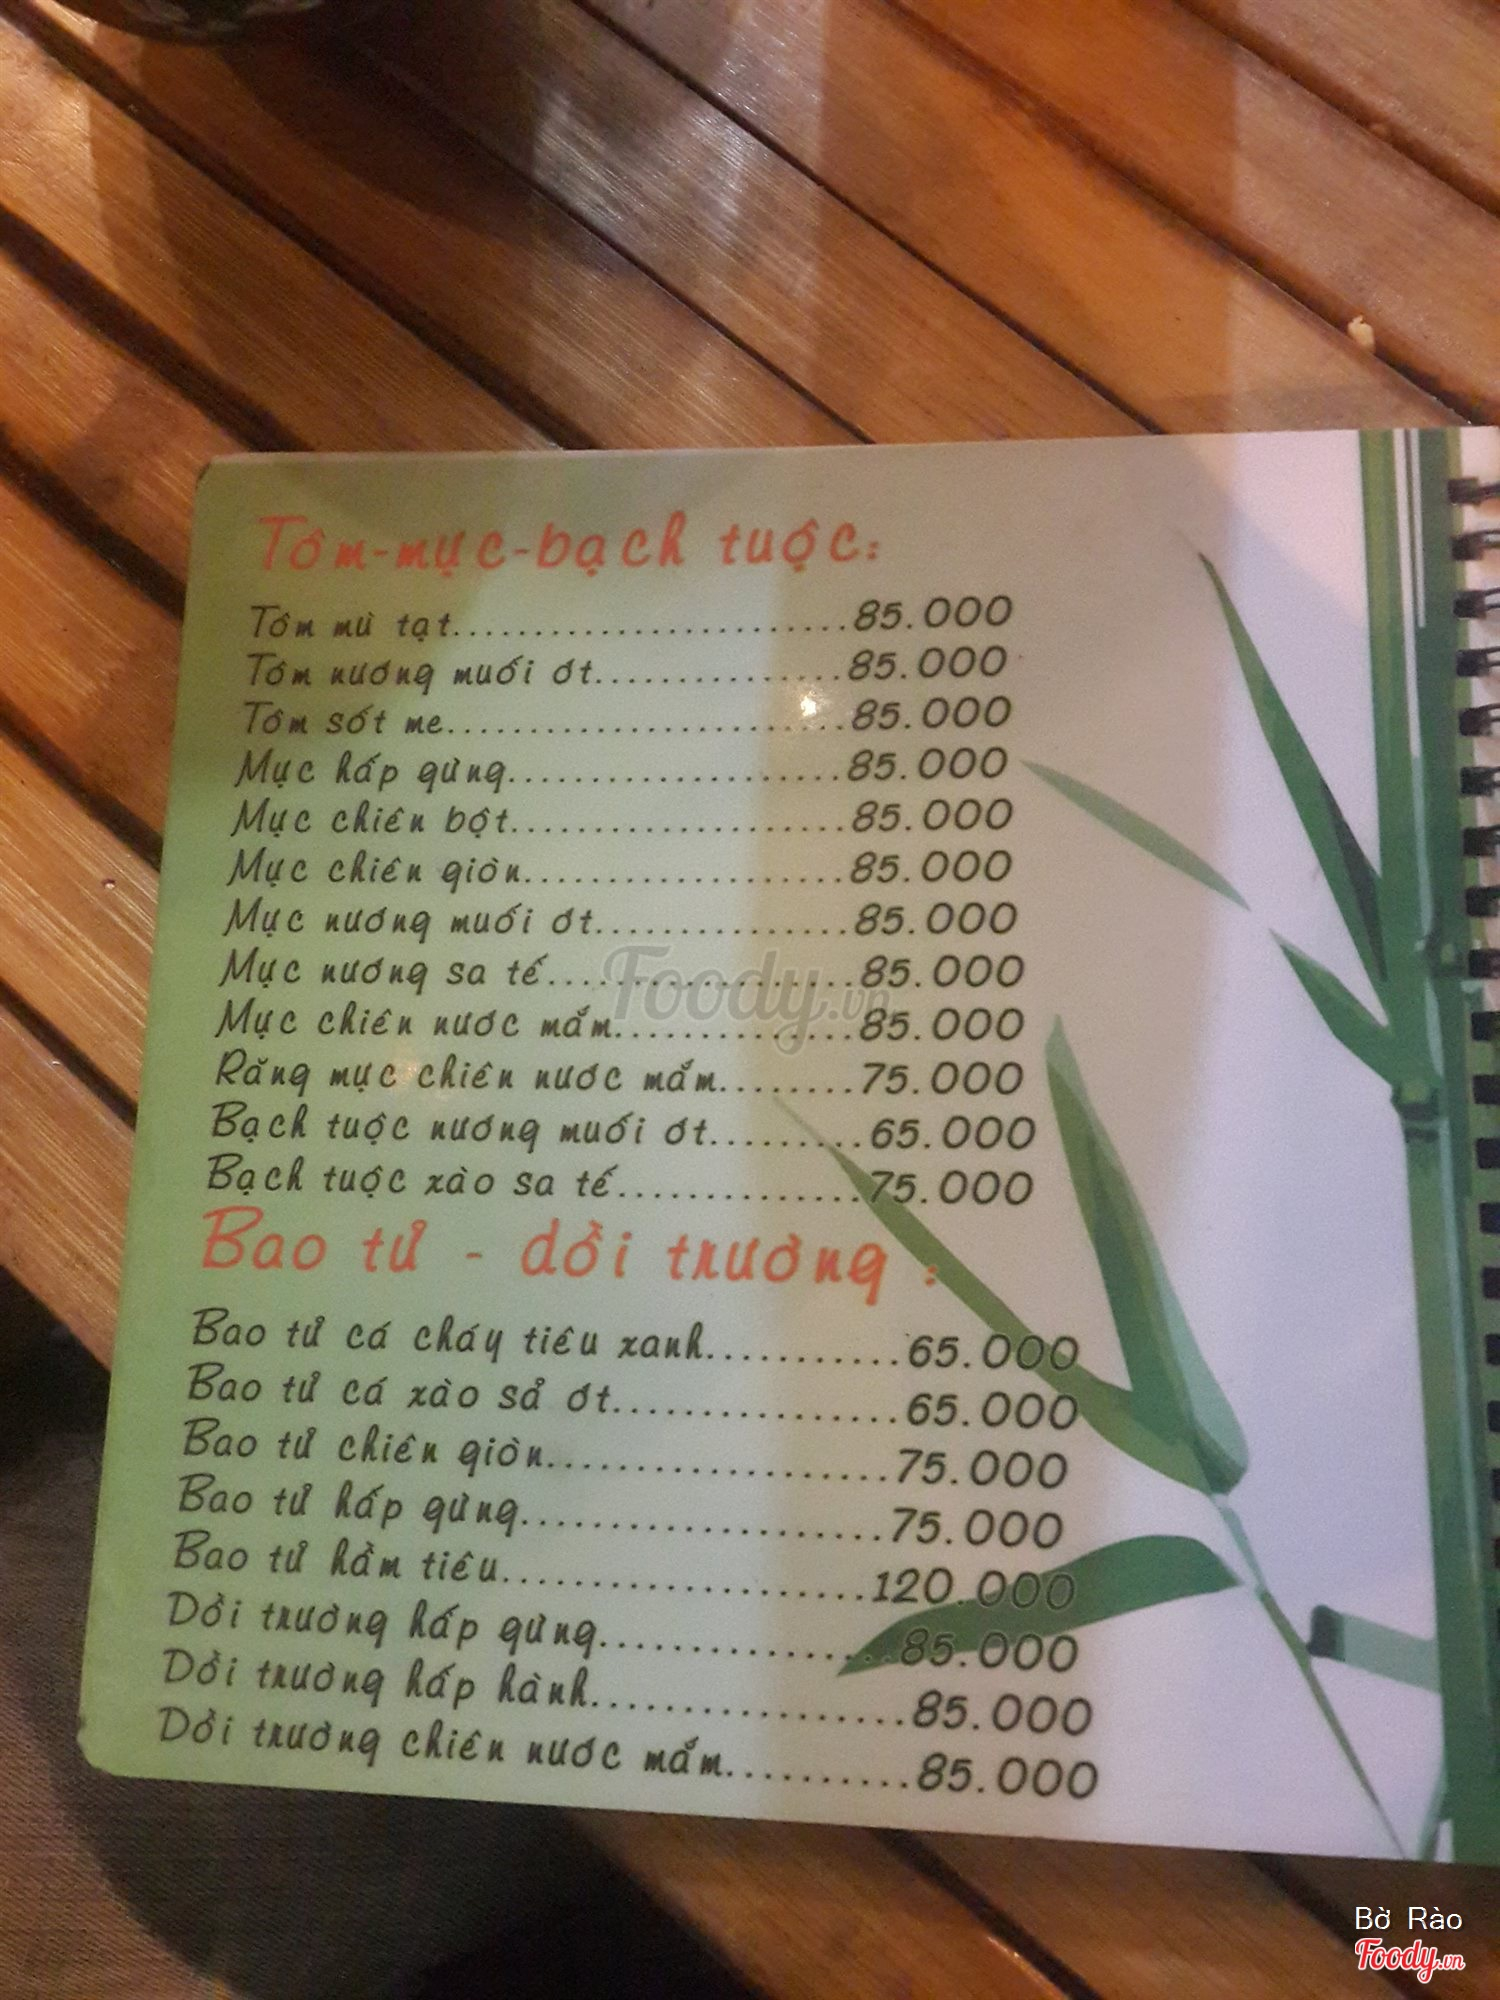 Tôm-mực-bạch tuộc:
Tôm mù tạt........................85.000
Tôm nướng muối ớt...............85.000
Tôm sốt me.........................85.000
Mực hấp gừng.....................85.000
Mực chiên bột.....................85.000
Mực chiên giòn....................85.000
Mực nướng muối ớt................85.000
Mực nướng sa tế...................85.000
Mực chiên nước mắm...............85.000
Răng mực chiên nước mắm.........75.000
Bạch tuộc nướng muối ớt..........65.000
Bạch tuộc xào sa tế...............75.000
Bao tử - dồi trường :
Bao tử cá cháy tiêu xanh............65.000
Bao tử cá xào sả ớt.................65.000
Bao tử chiên giòn....................75.000
Bao tử hấp gừng.....................75.000
Bao tử hầm tiêu......................120.000
Dồi trường hấp gừng.................85.000
Dồi trường hấp hành..................85.000
Dồi trường chiên nước mắm...........85.000
Foody.vn
Bờ Rào
Foody.vn